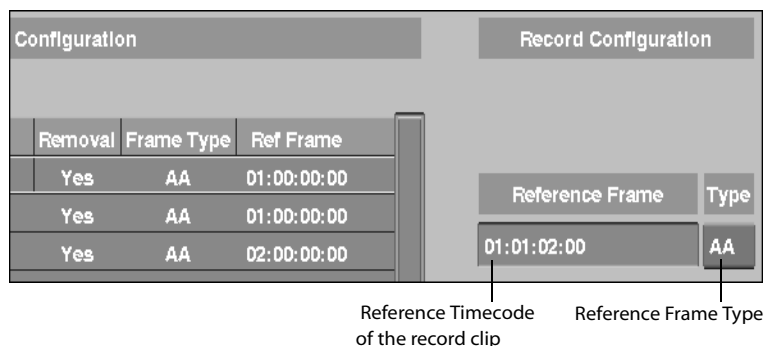 Configuration
Record Configuration
Removal Frame Type Ref Frame
Yes AA 01:00:00:00
Yes AA 01:00:00:00
Yes AA 02:00:00:00
Reference Frame Type
01:01:02:00 AA
Reference Timecode
of the record clip
Reference Frame Type